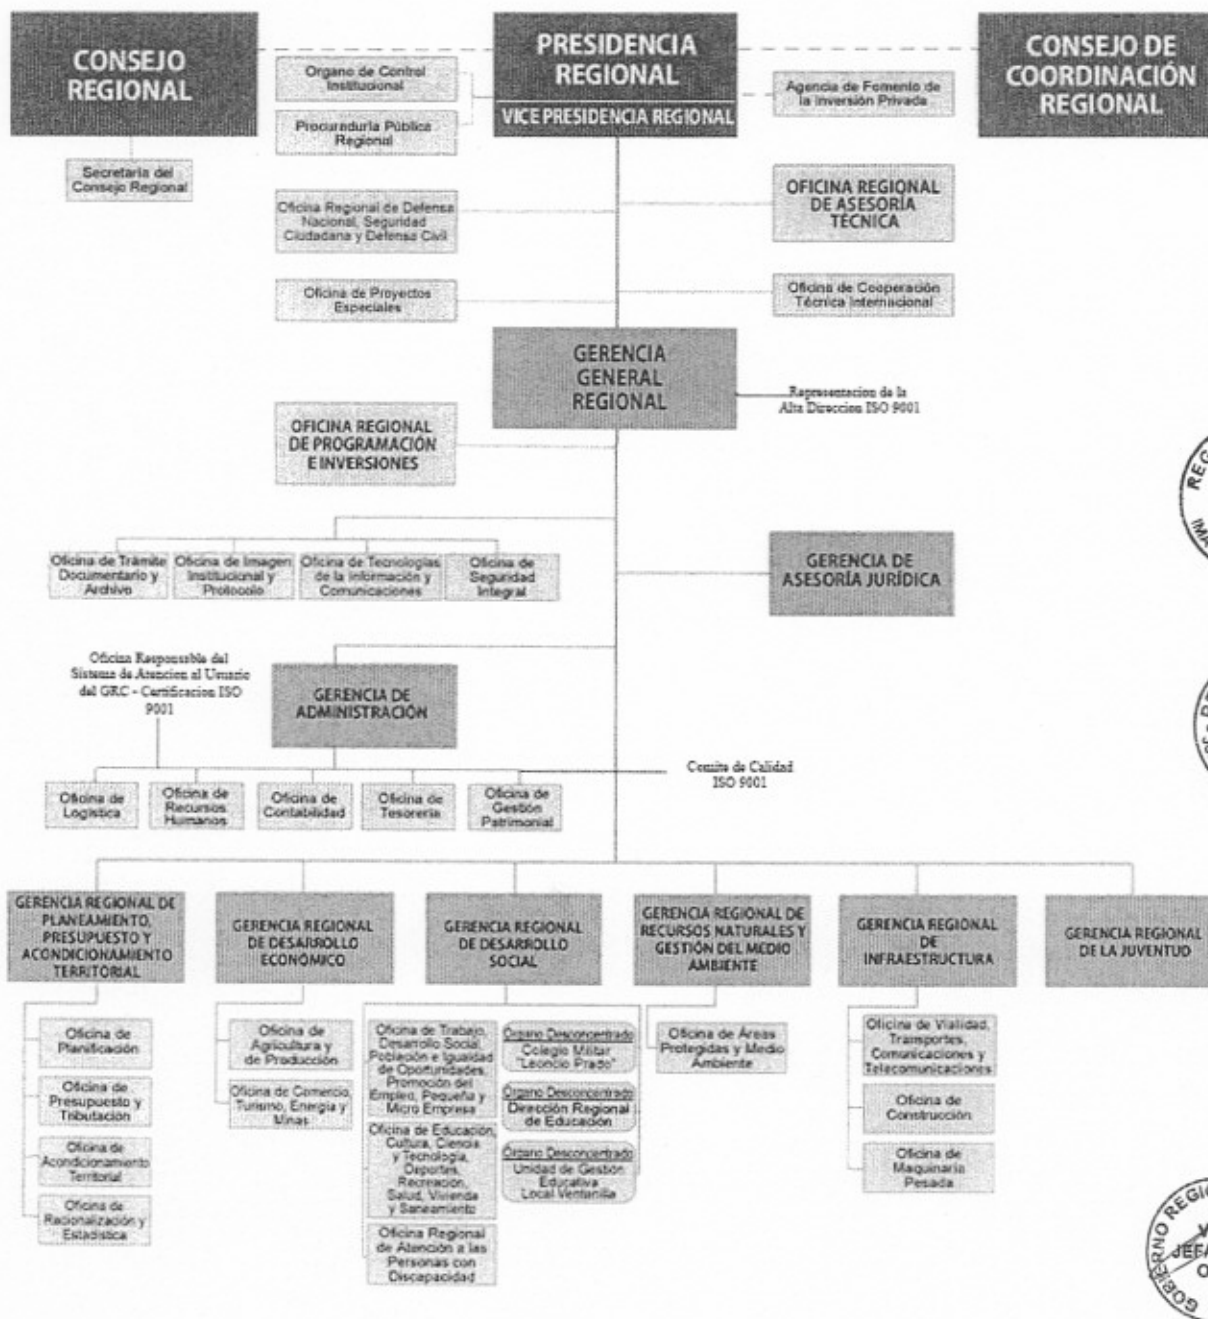 CONSEJO
REGIONAL
PRESIDENCIA
REGIONAL
VICE PRESIDENCIA REGIONAL
CONSEJO DE
COORDINACIÓN
REGIONAL
Organo de Control
Institucional
Procuraduría Pública
Regional
Agencia de Fomento de
la Inversión Privada
Secretaría del
Consejo Regional
Oficina Regional de Defensa
Nacional, Seguridad
Ciudadana y Defensa Civil
OFICINA REGIONAL
DE ASESORÍA
TÉCNICA
Oficina de Proyectos
Especiales
Oficina de Cooperación
Técnica Internacional
GERENCIA
GENERAL
REGIONAL
Representacion de la
Alta Direccion ISO 9001
OFICINA REGIONAL
DE PROGRAMACIÓN
E INVERSIONES
Oficina de Trámite
Documentario y
Archivo
Oficina de Imagen
Institucional y
Protocolo
Oficina de Tecnologías
de la Información y
Comunicaciones
Oficina de
Seguridad
Integral
GERENCIA DE
ASESORÍA JURÍDICA
Oficina Responsable del
Sistema de Atencion al Usuario
del GRC - Certificacion ISO
9001
GERENCIA DE
ADMINISTRACIÓN
Comite de Calidad
ISO 9001
Oficina de
Logística
Oficina de
Recursos
Humanos
Oficina de
Contabilidad
Oficina de
Tesorería
Oficina de
Gestión
Patrimonial
GERENCIA REGIONAL DE
PLANEAMIENTO,
PRESUPUESTO Y
ACONDICIONAMIENTO
TERRITORIAL
GERENCIA REGIONAL
DE DESARROLLO
ECONÓMICO
GERENCIA REGIONAL
DE DESARROLLO
SOCIAL
GERENCIA REGIONAL DE
RECURSOS NATURALES Y
GESTIÓN DEL MEDIO
AMBIENTE
GERENCIA REGIONAL
DE
INFRAESTRUCTURA
GERENCIA REGIONAL
DE LA JUVENTUD
Oficina de
Planificación
Oficina de
Presupuesto y
Tributación
Oficina de
Acondicionamiento
Territorial
Oficina de
Racionalización y
Estadística
Oficina de
Agricultura y
de Producción
Oficina de Comercio,
Turismo, Energía y
Minas
Oficina de Trabajo,
Desarrollo Social,
Población e Igualdad
de Oportunidades,
Promoción del
Empleo, Pequeña y
Micro Empresa
Oficina de Educación,
Cultura, Ciencia
y Tecnología,
Deportes,
Recreación,
Salud, Vivienda
y Saneamiento
Oficina Regional
de Atención a las
Personas con
Discapacidad
Órgano Desconcentrado
Colegio Militar
"Leoncio Prado"
Órgano Desconcentrado
Dirección Regional
de Educación
Órgano Desconcentrado
Unidad de Gestión
Educativa
Local Ventanilla
Oficina de Áreas
Protegidas y Medio
Ambiente
Oficina de Vialidad,
Transportes,
Comunicaciones y
Telecomunicaciones
Oficina de
Construcción
Oficina de
Maquinaria
Pesada